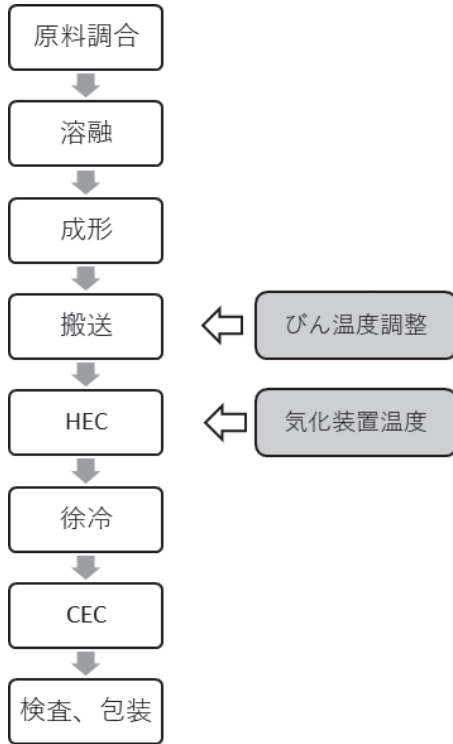 原料調合
溶融
成形
搬送
びん温度調整
HEC
気化装置温度
徐冷
CEC
検査、包装